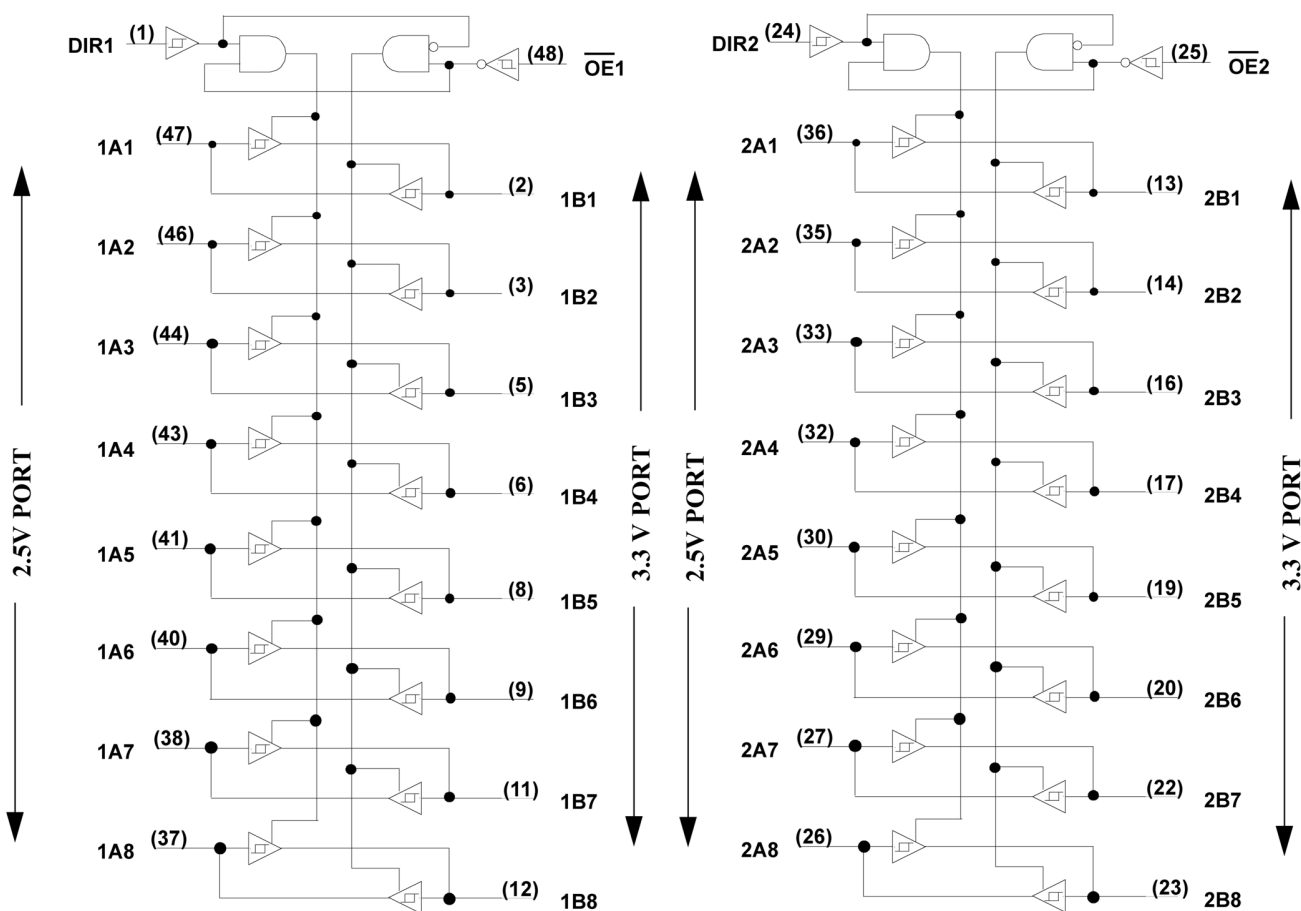 DIR1 (1)
(48) OE1
1A1 (47)
(2) 1B1
1A2 (46)
(3) 1B2
1A3 (44)
(5) 1B3
1A4 (43)
(6) 1B4
1A5 (41)
(8) 1B5
1A6 (40)
(9) 1B6
1A7 (38)
(11) 1B7
1A8 (37)
(12) 1B8
2.5V PORT
3.3 V PORT
DIR2 (24)
(25) OE2
2A1 (36)
(13) 2B1
2A2 (35)
(14) 2B2
2A3 (33)
(16) 2B3
2A4 (32)
(17) 2B4
2A5 (30)
(19) 2B5
2A6 (29)
(20) 2B6
2A7 (27)
(22) 2B7
2A8 (26)
(23) 2B8
2.5V PORT
3.3 V PORT